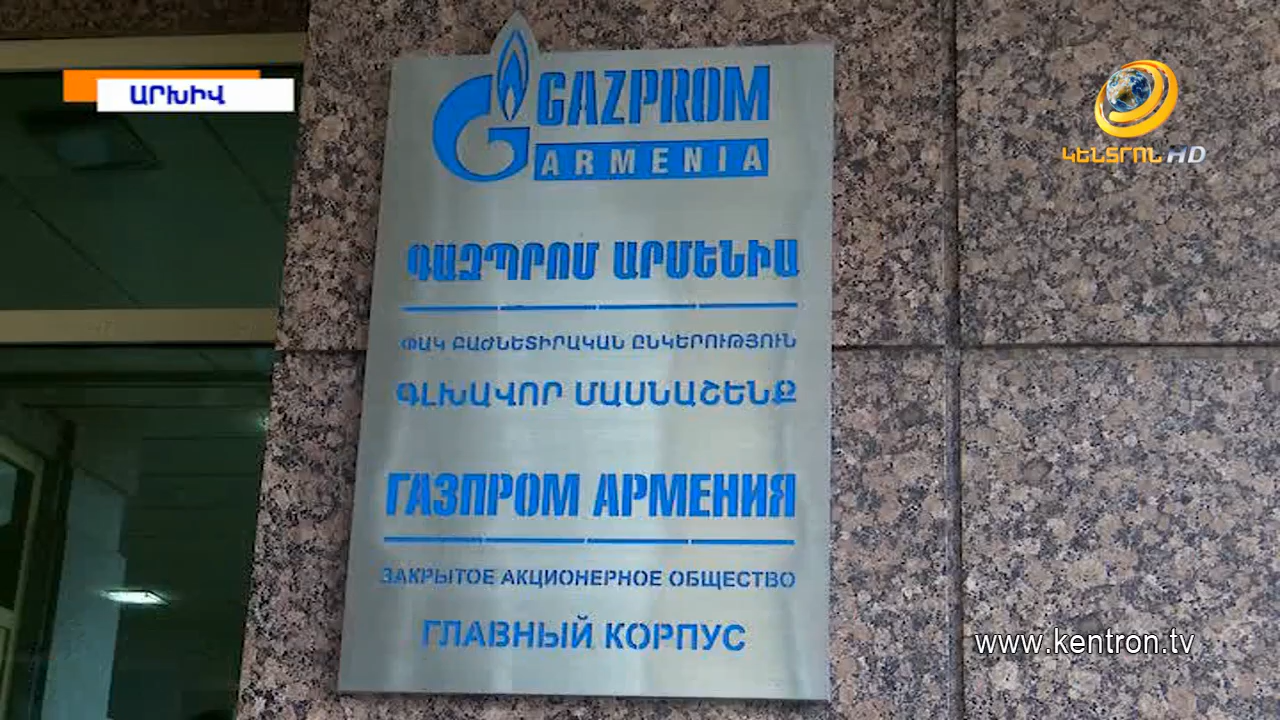 ԱՐԽԻՎ
ԿԵՆՏՐՈՆ HD
GAZPROM
ARMENIA
ԳԱԶՊՐՈՄ ԱՐՄԵՆԻԱ
ՓԱԿ ԲԱԺՆԵՏԻՐԱԿԱՆ ԸՆԿԵՐՈՒԹՅՈՒՆ
ԳԼԽԱՎՈՐ ՄԱՍՆԱՇԵՆՔ
ГАЗПРОМ АРМЕНИЯ
ЗАКРЫТОЕ АКЦИОНЕРНОЕ ОБЩЕСТВО
ГЛАВНЫЙ КОРПУС
www.kentron.tv